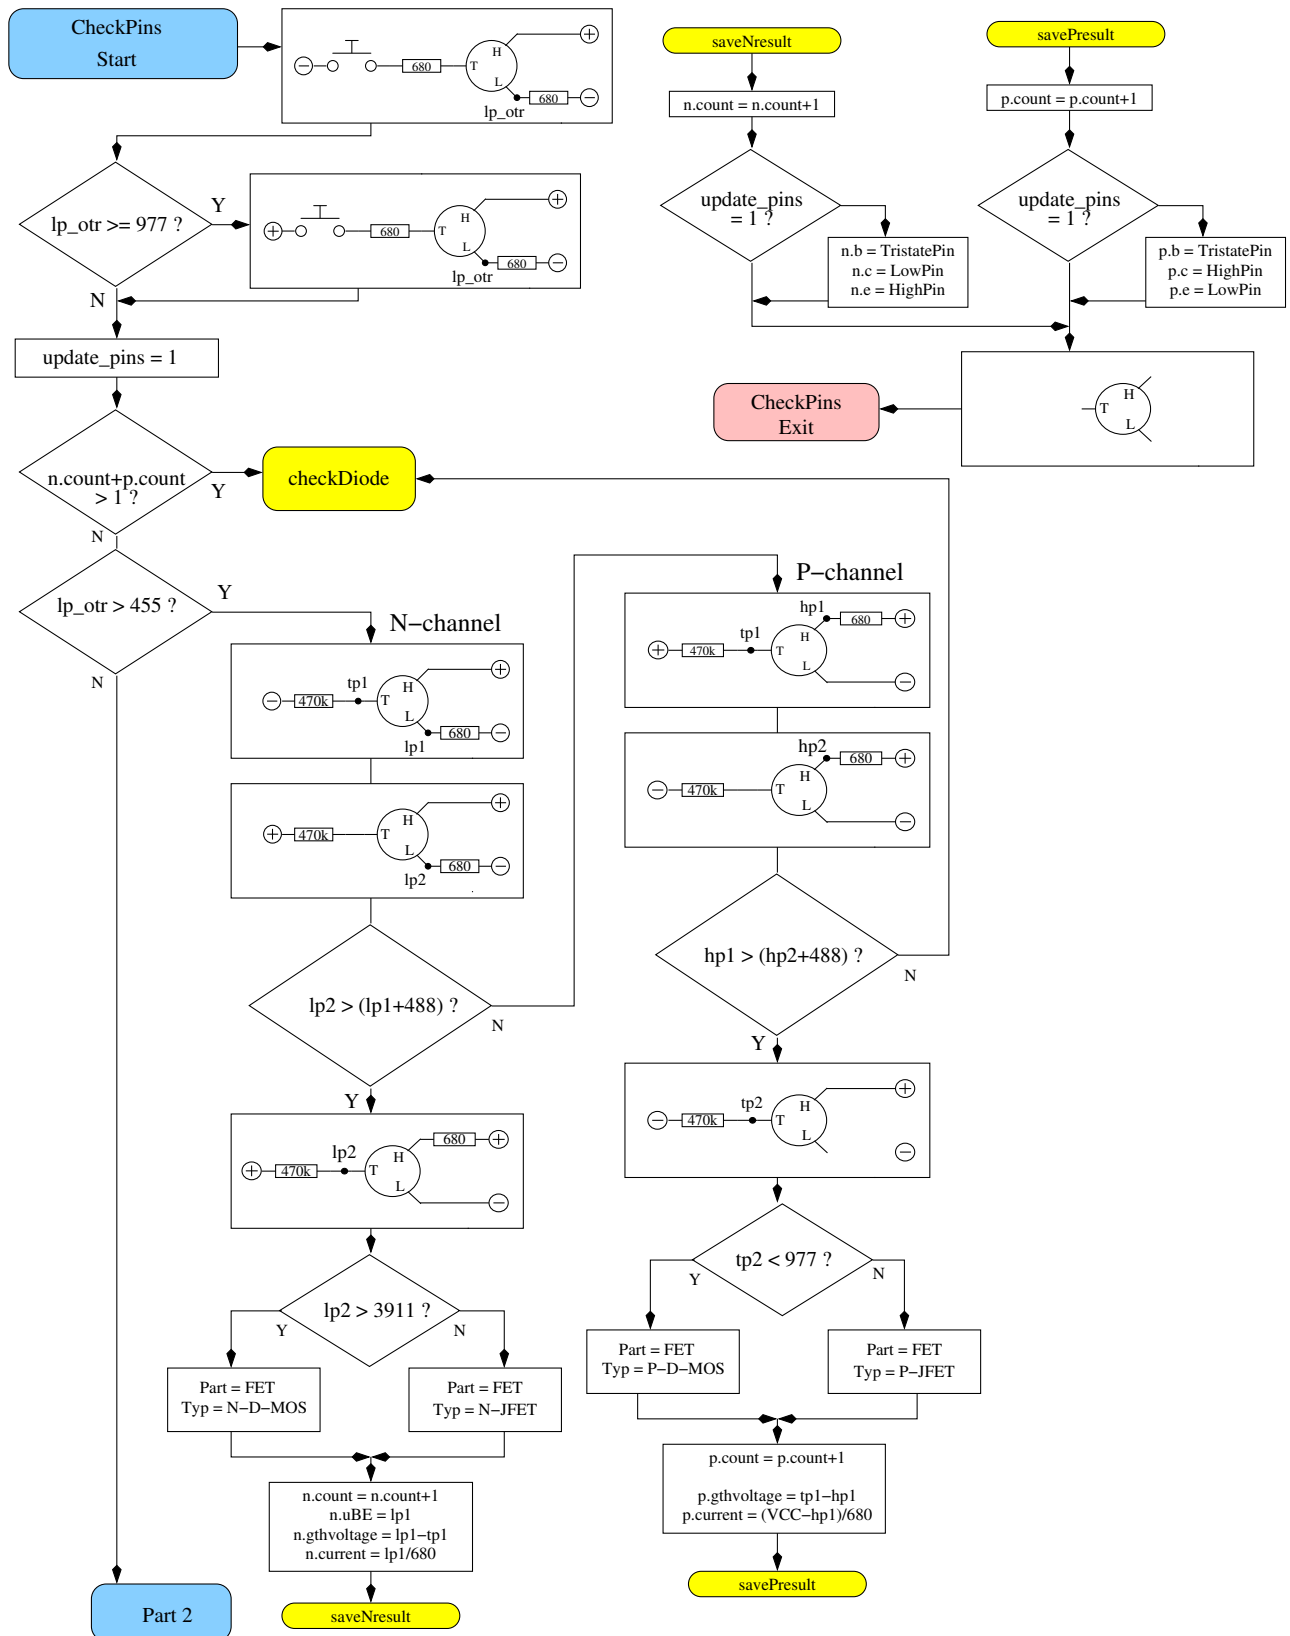 CheckPins
Start
H
T
L
680
680
lp_otr
lp_otr >= 977 ?
Y
N
H
T
L
680
680
lp_otr
update_pins = 1
n.count+p.count
> 1 ?
Y
N
checkDiode
lp_otr > 455 ?
Y
N
saveNresult
n.count = n.count+1
update_pins
= 1 ?
n.b = TristatePin
n.c = LowPin
n.e = HighPin
savePresult
p.count = p.count+1
update_pins
= 1 ?
p.b = TristatePin
p.c = HighPin
p.e = LowPin
H
T
L
CheckPins
Exit
N−channel
tp1
H
470k
T
L
680
lp1
H
470k
T
L
680
lp2
lp2 > (lp1+488) ?
N
Y
680
lp2
H
470k
T
L
lp2 > 3911 ?
Y
N
Part = FET
Typ = N−D−MOS
Part = FET
Typ = N−JFET
n.count = n.count+1
n.uBE = lp1
n.gthvoltage = lp1−tp1
n.current = lp1/680
saveNresult
P−channel
hp1
680
tp1
H
470k
T
L
hp2
680
H
470k
T
L
hp1 > (hp2+488) ?
N
Y
tp2
H
470k
T
L
tp2 < 977 ?
Y
N
Part = FET
Typ = P−D−MOS
Part = FET
Typ = P−JFET
p.count = p.count+1
p.gthvoltage = tp1−hp1
p.current = (VCC−hp1)/680
savePresult
Part 2